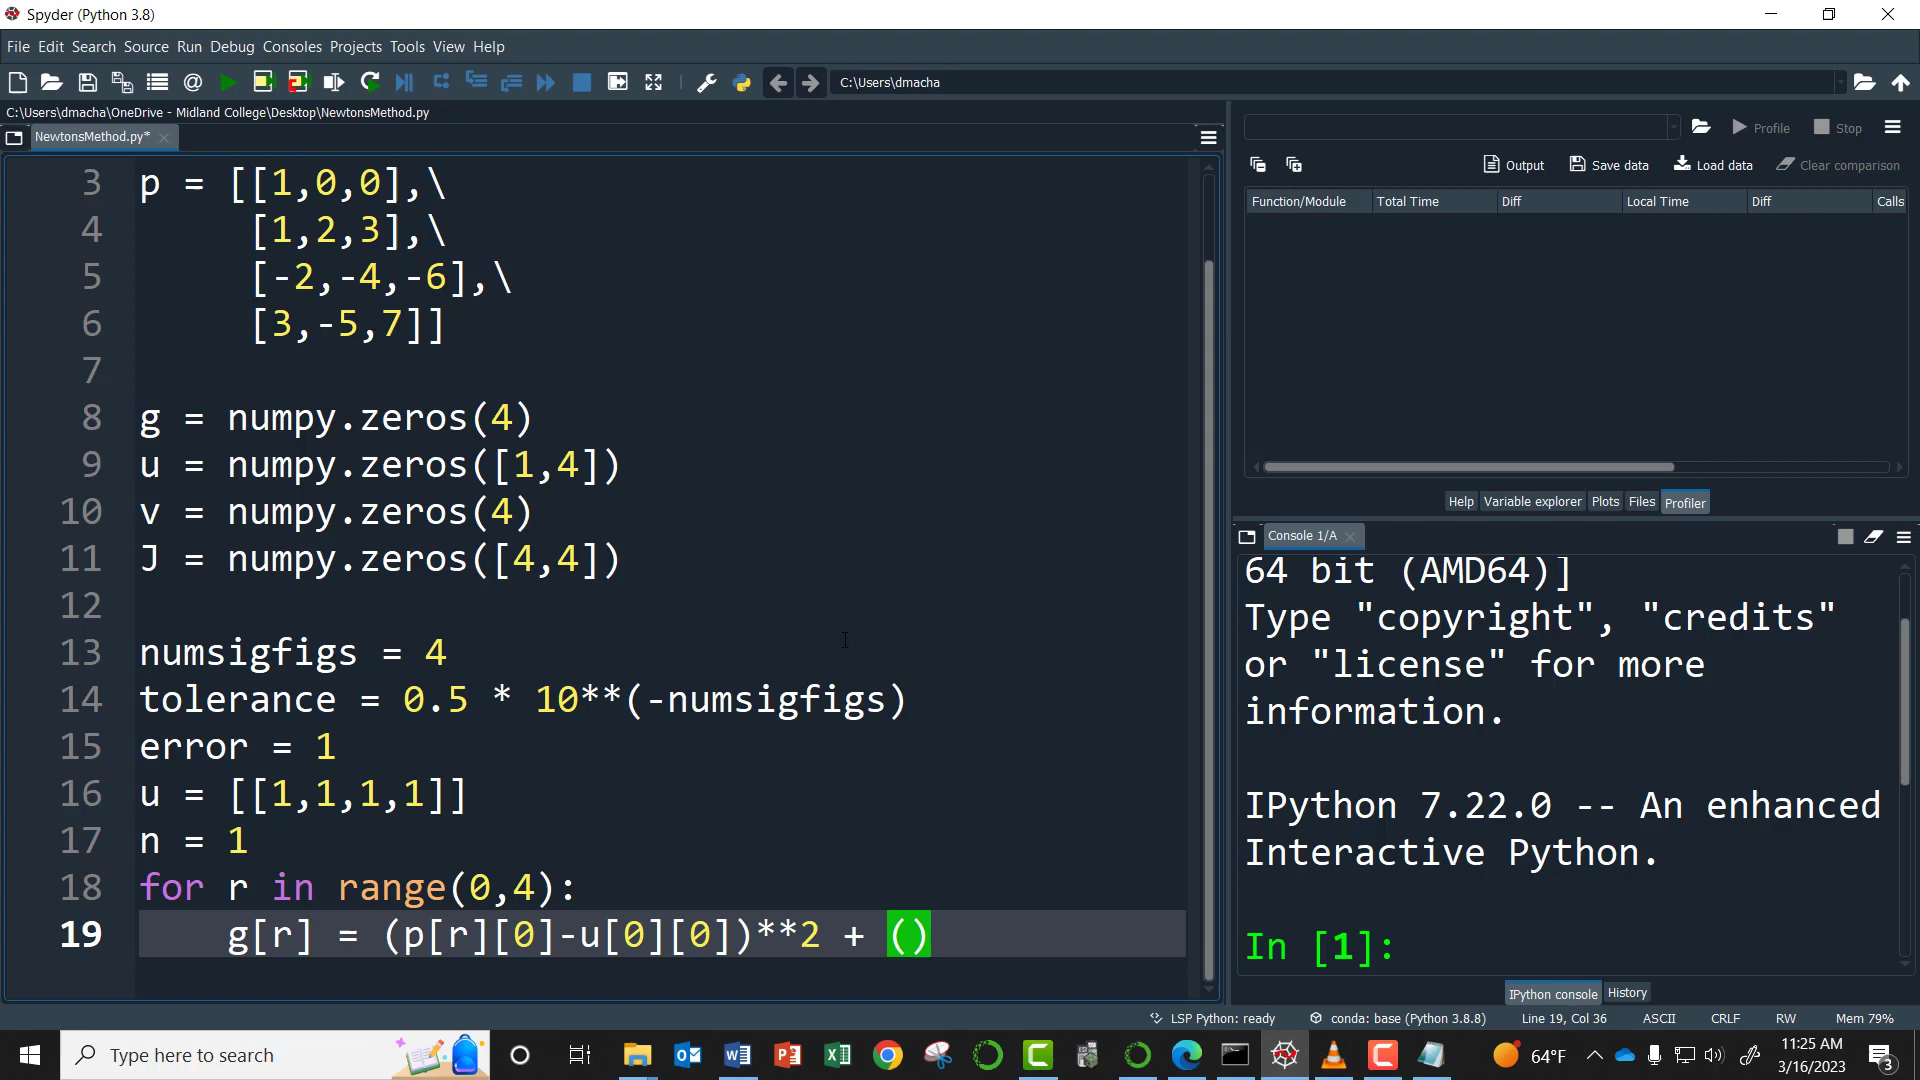 Spyder (Python 3.8)
File Edit Search Source Run Debug Consoles Projects Tools View Help
C:\Users\dmacha
C:\Users\dmacha\OneDrive - Midland College\Desktop\NewtonsMethod.py
NewtonsMethod.py*
3 p = [[1,0,0],\
4 [1,2,3],\
5 [-2,-4,-6],\
6 [3,-5,7]]
7
8 g = numpy.zeros(4)
9 u = numpy.zeros([1,4])
10 v = numpy.zeros(4)
11 J = numpy.zeros([4,4])
12
13 numsigfigs = 4
14 tolerance = 0.5 * 10**(-numsigfigs)
15 error = 1
16 u = [[1,1,1,1]]
17 n = 1
18 for r in range(0,4):
19 g[r] = (p[r][0]-u[0][0])**2 + ()
Profile Stop
Output Save data Load data Clear comparison
Function/Module Total Time Diff Local Time Diff Calls
Help Variable explorer Plots Files Profiler
Console 1/A
64 bit (AMD64)]
Type "copyright", "credits"
or "license" for more
information.
IPython 7.22.0 -- An enhanced
Interactive Python.
In [1]:
IPython console History
LSP Python: ready conda: base (Python 3.8.8) Line 19, Col 36 ASCII CRLF RW Mem 79%
Type here to search
64°F
11:25 AM
3/16/2023
3